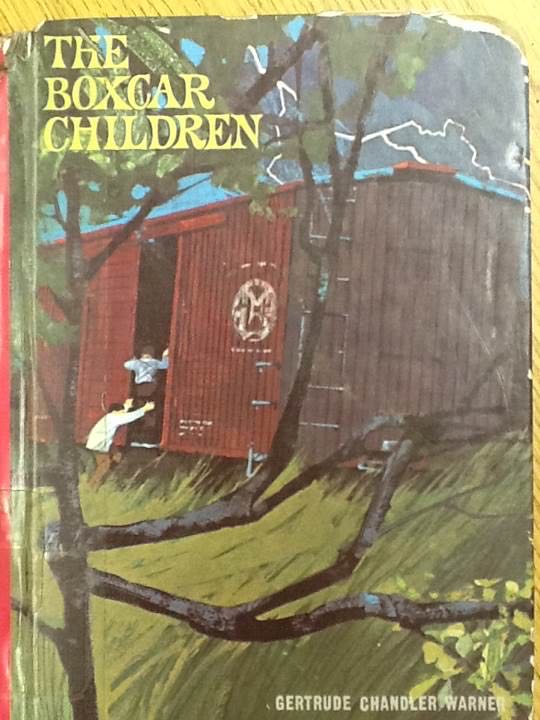 THE
BOXCAR
CHILDREN
GERTRUDE CHANDLER WARNER